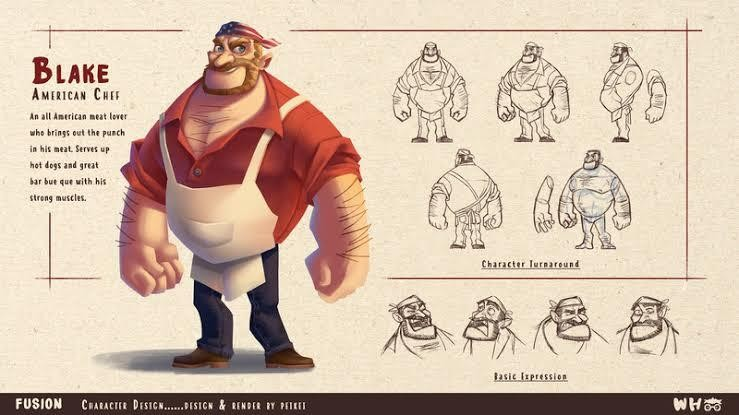 BLAKE
AMERICAN CHEF
An all American meat lover
who brings out the punch
in his meat. Serves up
hot dogs and great
bar bue que with his
strong muscles.
Character Turnaround
Basic Expression
FUSION
CHARACTER DESIGN......DESIGN & RENDER BY PEIKEI
WH